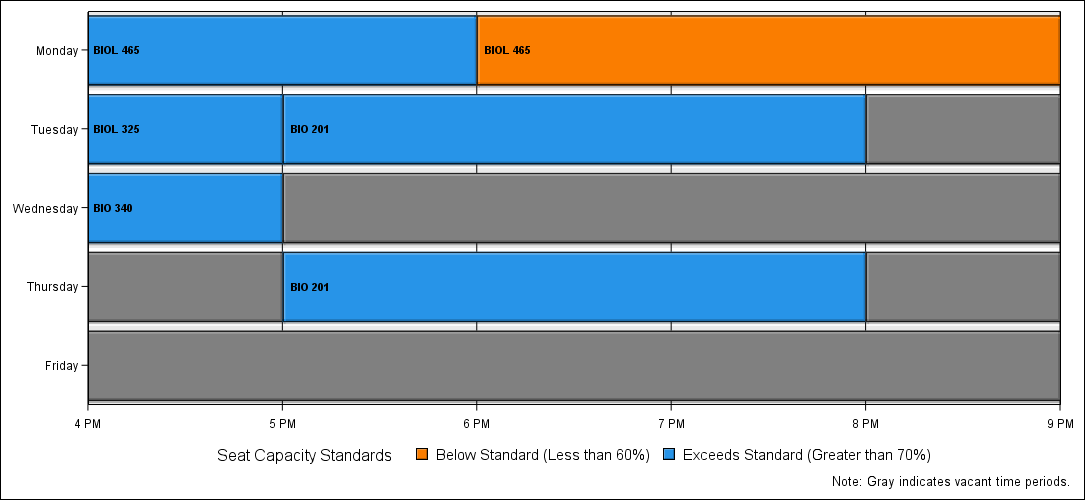 Monday BIOL 465 BIOL 465
Tuesday BIOL 325 BIO 201
Wednesday BIO 340
Thursday BIO 201
Friday
4 PM 5 PM 6 PM 7 PM 8 PM 9 PM
Seat Capacity Standards Below Standard (Less than 60%) Exceeds Standard (Greater than 70%)
Note: Gray indicates vacant time periods.